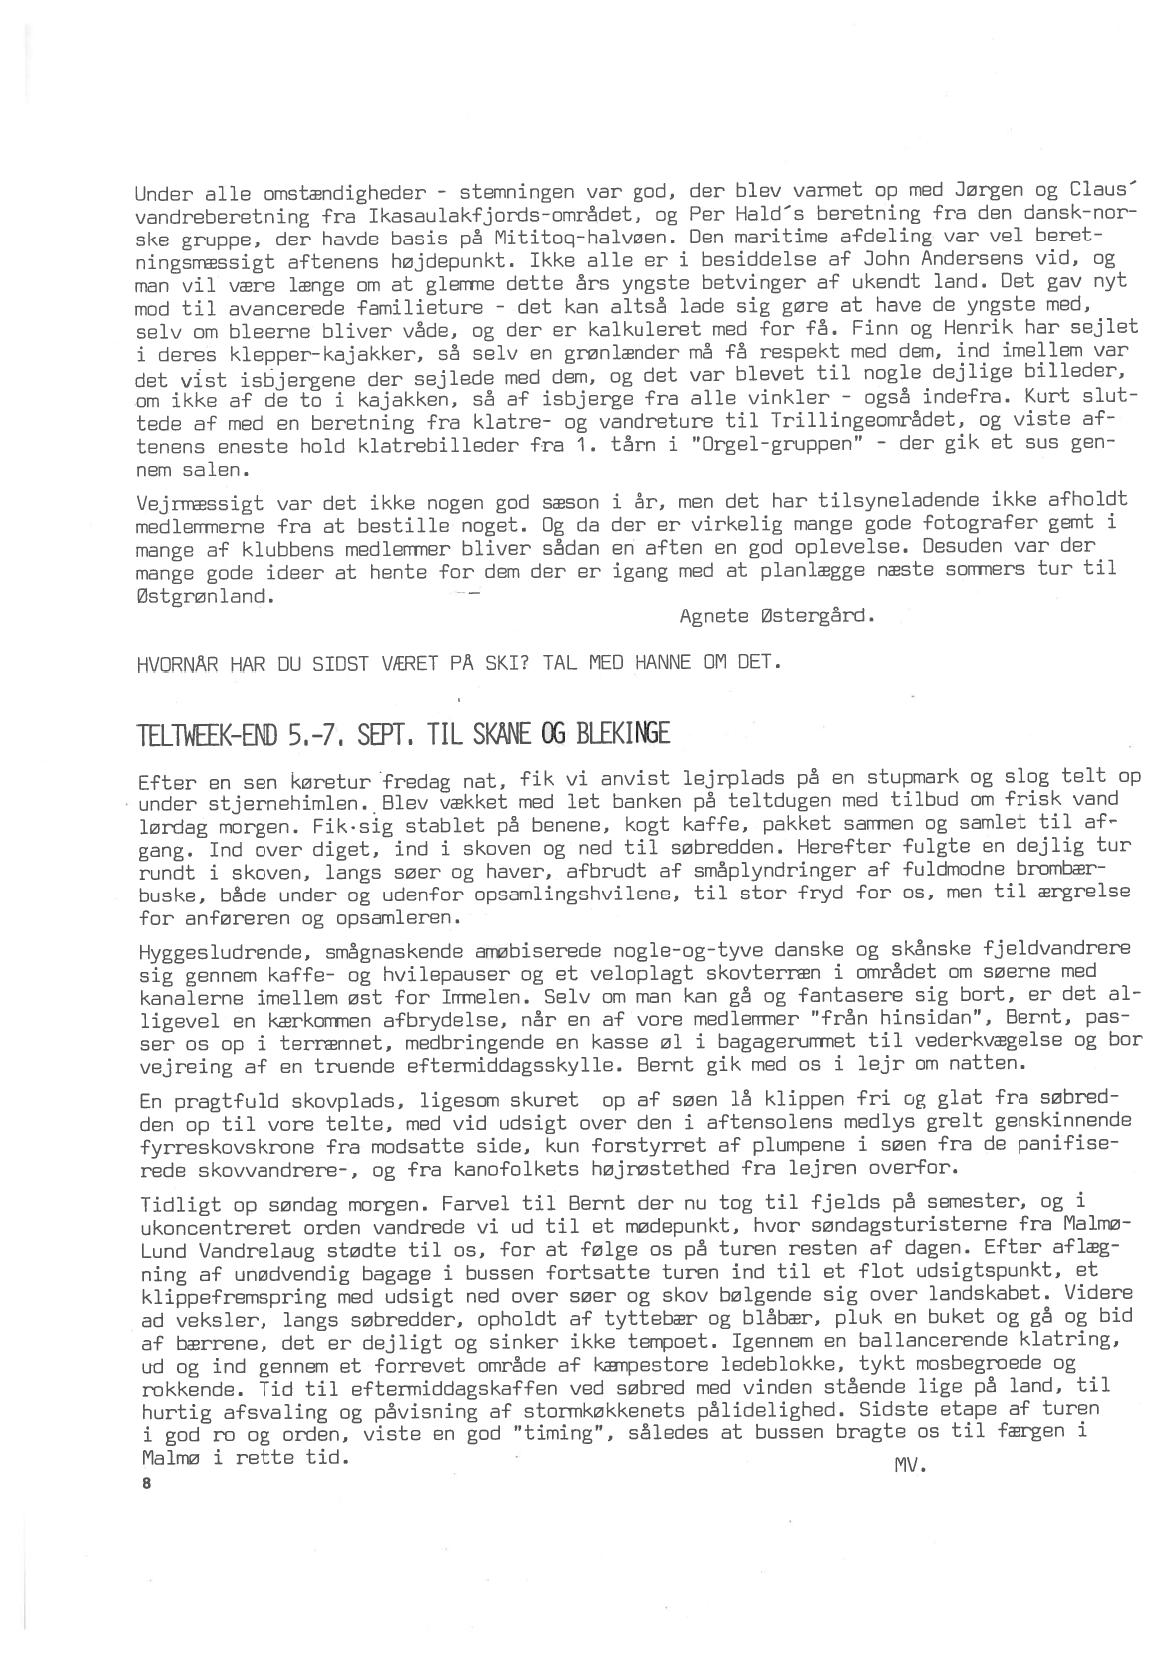 Under alle omstændigheder - stemningen var god, der blev varmet op med Jørgen og Claus´
vandreberetning fra Ikasaulakfjords-området, og Per Hald´s beretning fra den dansk-nor-
ske gruppe, der havde basis på Mititoq-halvøen. Den maritime afdeling var vel beret-
ningsmæssigt aftenens højdepunkt. Ikke alle er i besiddelse af John Andersens vid, og
man vil være længe om at glemme dette års yngste betvinger af ukendt land. Det gav nyt
mod til avancerede familieture - det kan altså lade sig gøre at have de yngste med,
selv om bleerne bliver våde, og der er kalkuleret med for få. Finn og Henrik har sejlet
i deres klepper-kajakker, så selv en grønlænder må få respekt med dem, ind imellem var
det vist isbjergene der sejlede med dem, og det var blevet til nogle dejlige billeder,
om ikke af de to i kajakken, så af isbjerge fra alle vinkler - også indefra. Kurt slut-
tede af med en beretning fra klatre- og vandreture til Trillingeområdet, og viste af-
tenens eneste hold klatrebilleder fra 1. tårn i "Orgel-gruppen" - der gik et sus gen-
nem salen.
Vejrmæssigt var det ikke nogen god sæson i år, men det har tilsyneladende ikke afholdt
medlemmerne fra at bestille noget. Og da der er virkelig mange gode fotografer gemt i
mange af klubbens medlemmer bliver sådan en aften en god oplevelse. Desuden var der
mange gode ideer at hente for dem der er igang med at planlægge næste sommers tur til
Østgrønland.
Agnete Østergård.
HVORNÅR HAR DU SIDST VÆRET PÅ SKI? TAL MED HANNE OM DET.
TELTWEEK-END 5.-7. SEPT. TIL SKÅNE OG BLEKINGE
Efter en sen køretur fredag nat, fik vi anvist lejrplads på en stupmark og slog telt op
under stjernehimlen. Blev vækket med let banken på teltdugen med tilbud om frisk vand
lørdag morgen. Fik sig stablet på benene, kogt kaffe, pakket sammen og samlet til af-
gang. Ind over diget, ind i skoven og ned til søbredden. Herefter fulgte en dejlig tur
rundt i skoven, langs søer og haver, afbrudt af småplyndringer af fuldmodne brombær-
buske, både under og udenfor opsamlingshvilene, til stor fryd for os, men til ærgrelse
for anføreren og opsamleren.
Hyggesludrende, smågnaskende amøbiserede nogle-og-tyve danske og skånske fjeldvandrere
sig gennem kaffe- og hvilepauser og et veloplagt skovterræn i området om søerne med
kanalerne imellem øst for Immelen. Selv om man kan gå og fantasere sig bort, er det al-
ligevel en kærkommen afbrydelse, når en af vore medlemmer "från hinsidan", Bernt, pas-
ser os op i terrænnet, medbringende en kasse øl i bagagerummet til vederkvægelse og bor
vejreing af en truende eftermiddagsskylle. Bernt gik med os i lejr om natten.
En pragtfuld skovplads, ligesom skuret op af søen lå klippen fri og glat fra søbred-
den op til vore telte, med vid udsigt over den i aftensolens medlys grelt genskinnende
fyrreskovskrone fra modsatte side, kun forstyrret af plumpene i søen fra de panifise-
rede skovvandrere-, og fra kanofolkets højrøstethed fra lejren overfor.
Tidligt op søndag morgen. Farvel til Bernt der nu tog til fjelds på semester, og i
ukoncentreret orden vandrede vi ud til et mødepunkt, hvor søndagsturisterne fra Malmø-
Lund Vandrelaug stødte til os, for at følge os på turen resten af dagen. Efter aflæg-
ning af unødvendig bagage i bussen fortsatte turen ind til et flot udsigtspunkt, et
klippefremspring med udsigt ned over søer og skov bølgende sig over landskabet. Videre
ad veksler, langs søbredder, opholdt af tyttebær og blåbær, pluk en buket og gå og bid
af bærrene, det er dejligt og sinker ikke tempoet. Igennem en ballancerende klatring,
ud og ind gennem et forrevet område af kæmpestore ledeblokke, tykt mosbegroede og
rokkende. Tid til eftermiddagskaffen ved søbred med vinden stående lige på land, til
hurtig afsvaling og påvisning af stormkøkkenets pålidelighed. Sidste etape af turen
i god ro og orden, viste en god "timing", således at bussen bragte os til færgen i
Malmø i rette tid.
MV.
8